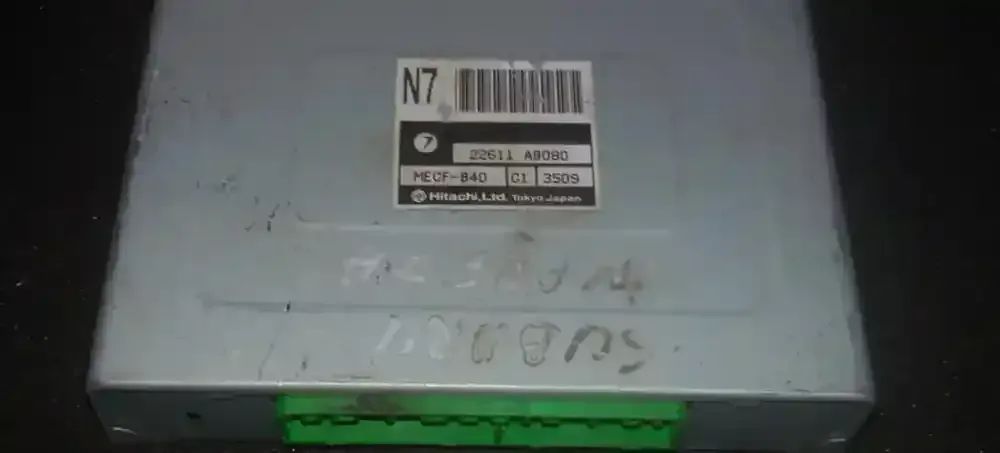 N7
7
22611 AB080
MECF-840 C1 3509
Hitachi, Ltd. Tokyo Japan
SUBARU